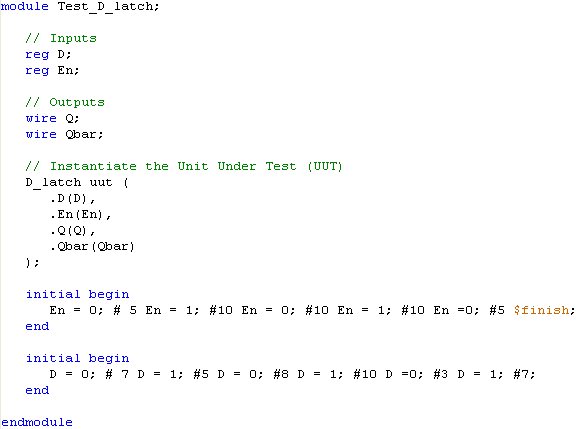 module Test_D_latch;
// Inputs
reg D;
reg En;
// Outputs
wire Q;
wire Qbar;
// Instantiate the Unit Under Test (UUT)
D_latch uut (
.D(D),
.En(En),
.Q(Q),
.Qbar(Qbar)
);
initial begin
En = 0; # 5 En = 1; #10 En = 0; #10 En = 1; #10 En =0; #5 $finish;
end
initial begin
D = 0; # 7 D = 1; #5 D = 0; #8 D = 1; #10 D =0; #3 D = 1; #7;
end
endmodule